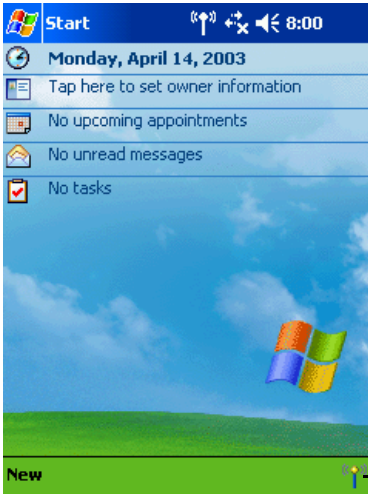 Start 8:00
Monday, April 14, 2003
Tap here to set owner information
No upcoming appointments
No unread messages
No tasks
New